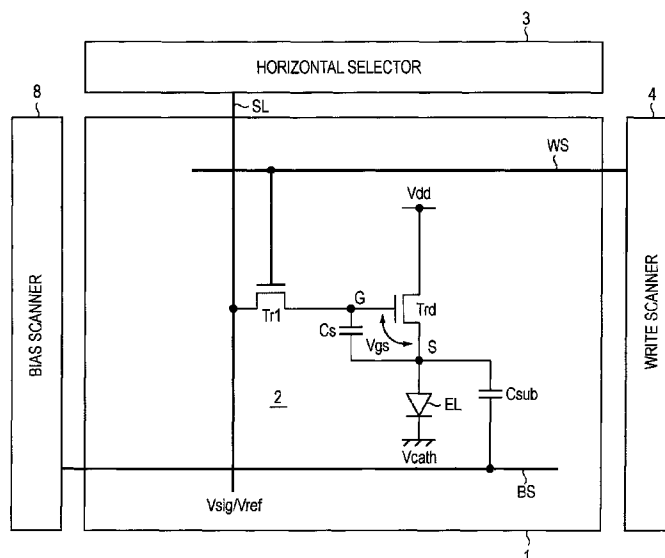 3
HORIZONTAL SELECTOR
8
SL
4
WS
Vdd
BIAS SCANNER
WRITE SCANNER
G
Trd
Tr1
Cs
Vgs
S
2
EL
Csub
Vcath
BS
Vsig/Vref
1